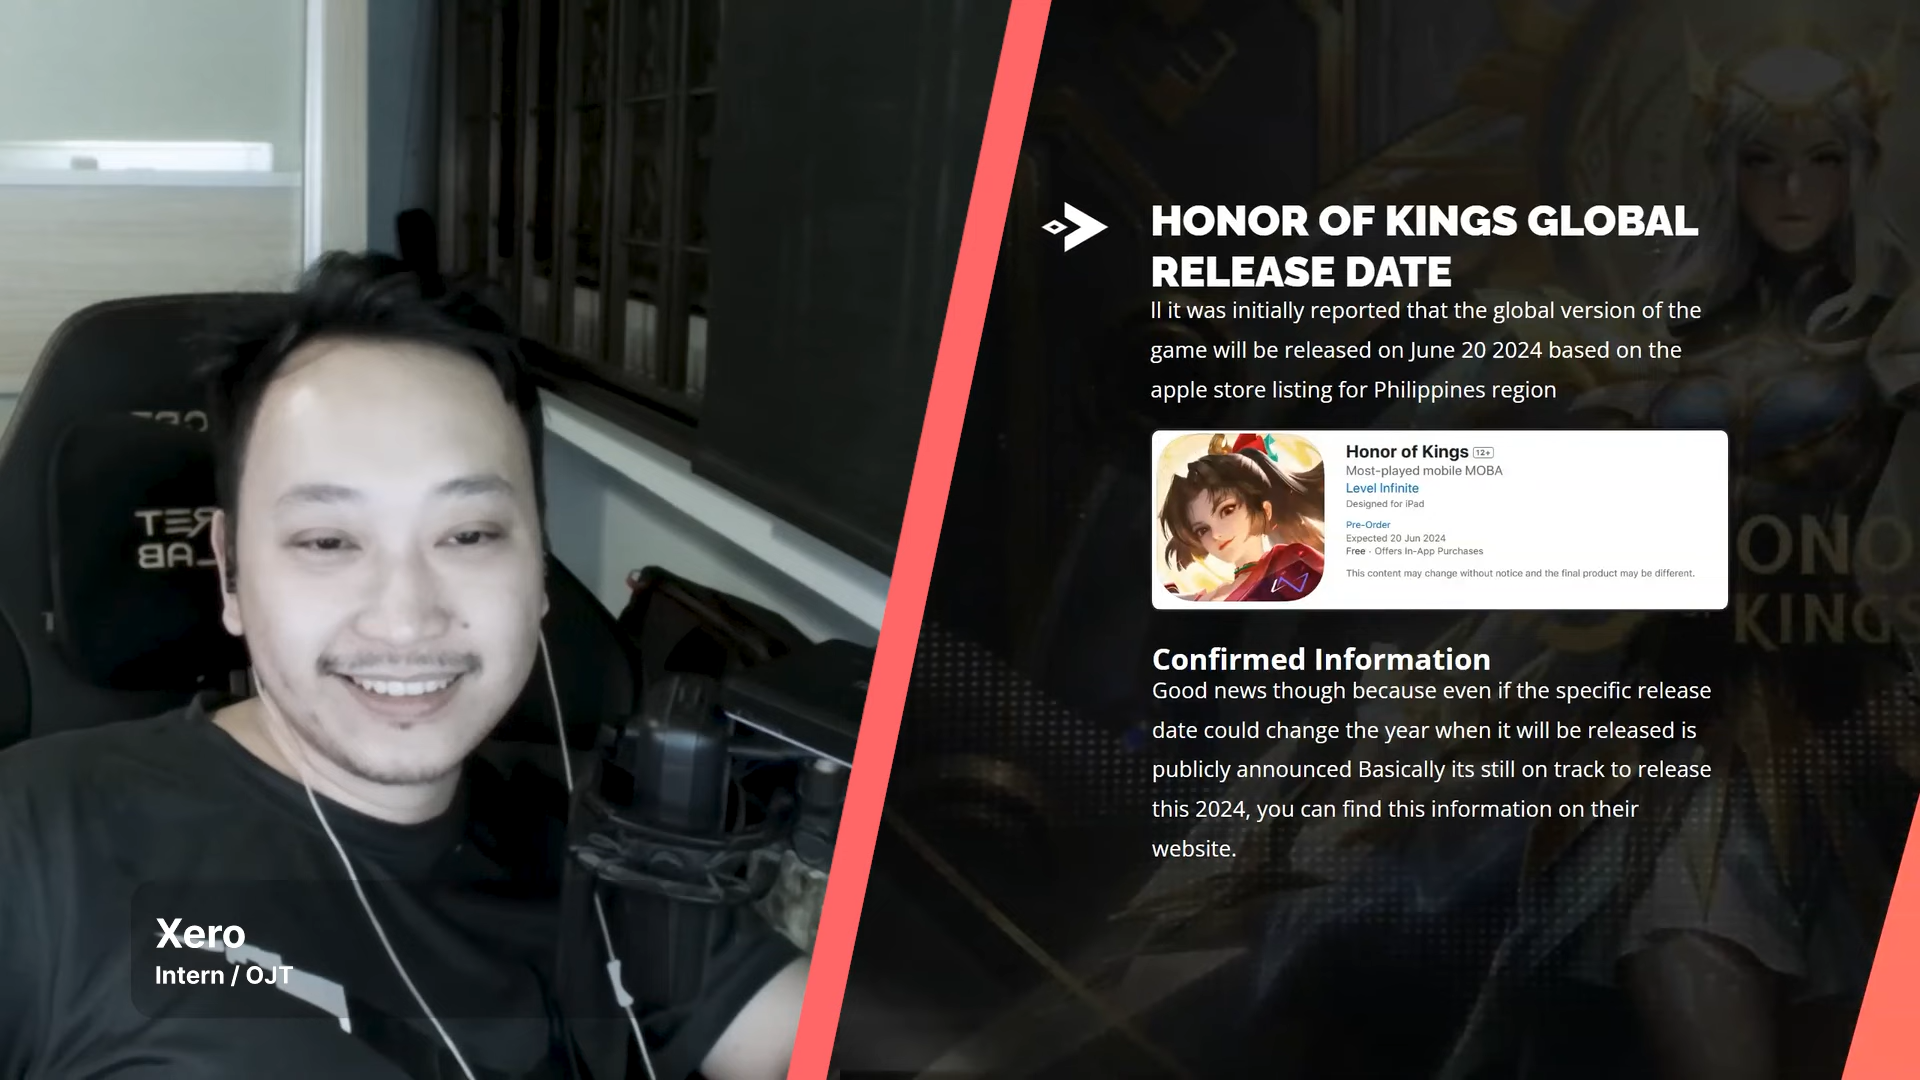 HONOR OF KINGS GLOBAL
RELEASE DATE
ll it was initially reported that the global version of the
game will be released on June 20 2024 based on the
apple store listing for Philippines region
Honor of Kings 12+
Most-played mobile MOBA
Level Infinite
Designed for iPad
Pre-Order
Expected 20 Jun 2024
Free · Offers In-App Purchases
This content may change without notice and the final product may be different.
Confirmed Information
Good news though because even if the specific release
date could change the year when it will be released is
publicly announced Basically its still on track to release
this 2024, you can find this information on their
website.
ONO
KINGS
RET
LAB
Xero
Intern / OJT